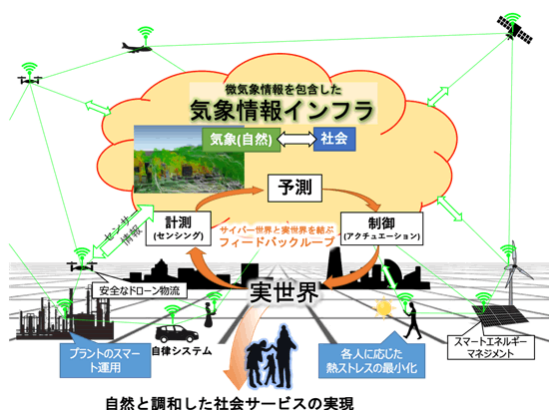 微気象情報を包含した
気象情報インフラ
気象(自然)
社会
予測
計測
(センシング)
制御
(アクチュエーション)
サイバー世界と実世界を結ぶ
フィードバックループ
センサー
情報
実世界
安全なドローン物流
プラントのスマー
ト運用
自律システム
各人に応じた
熱ストレスの最小化
スマートエネルギー
マネジメント
自然と調和した社会サービスの実現